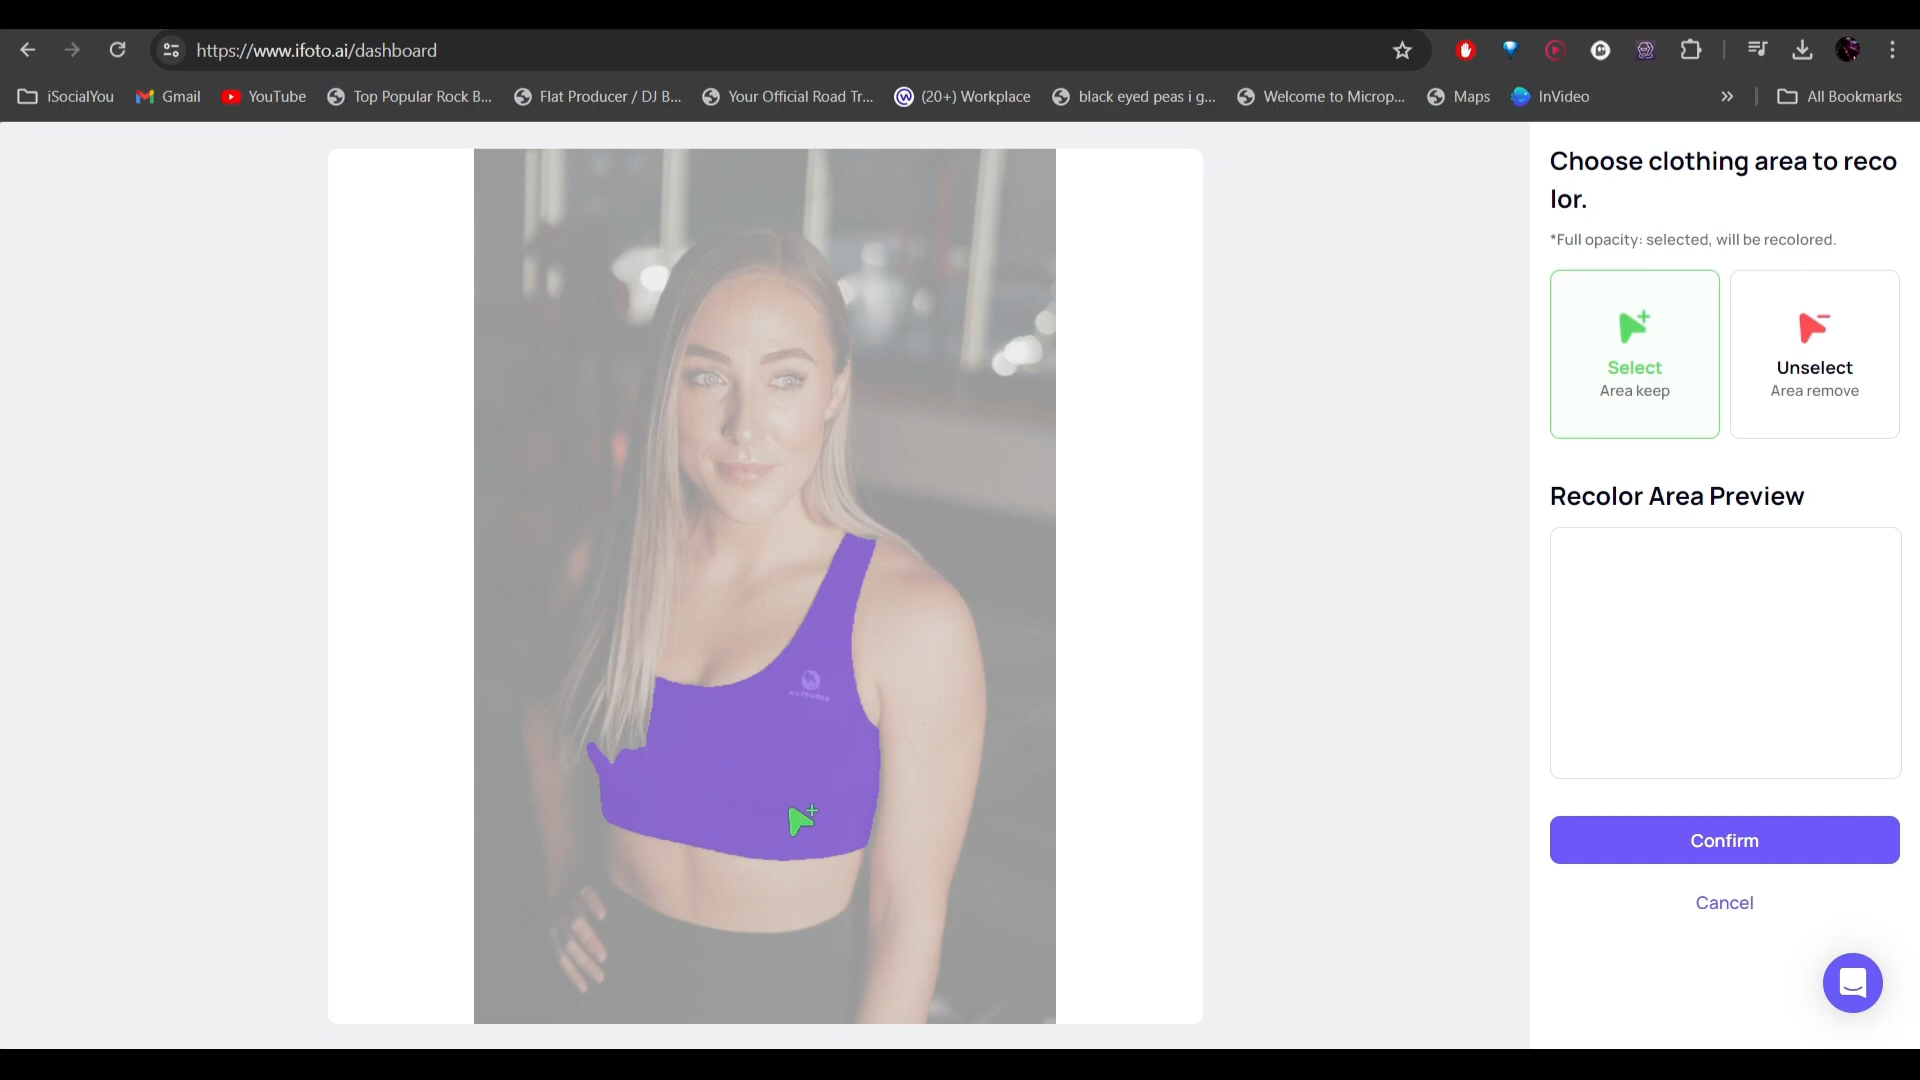 https://www.ifoto.ai/dashboard
iSocialYou
Gmail
YouTube
Top Popular Rock B...
Flat Producer / DJ B...
Your Official Road Tr...
(20+) Workplace
black eyed peas i g...
Welcome to Microp...
Maps
InVideo
»
All Bookmarks
Choose clothing area to reco
lor.
*Full opacity: selected, will be recolored.
Select
Area keep
Unselect
Area remove
Recolor Area Preview
Confirm
Cancel